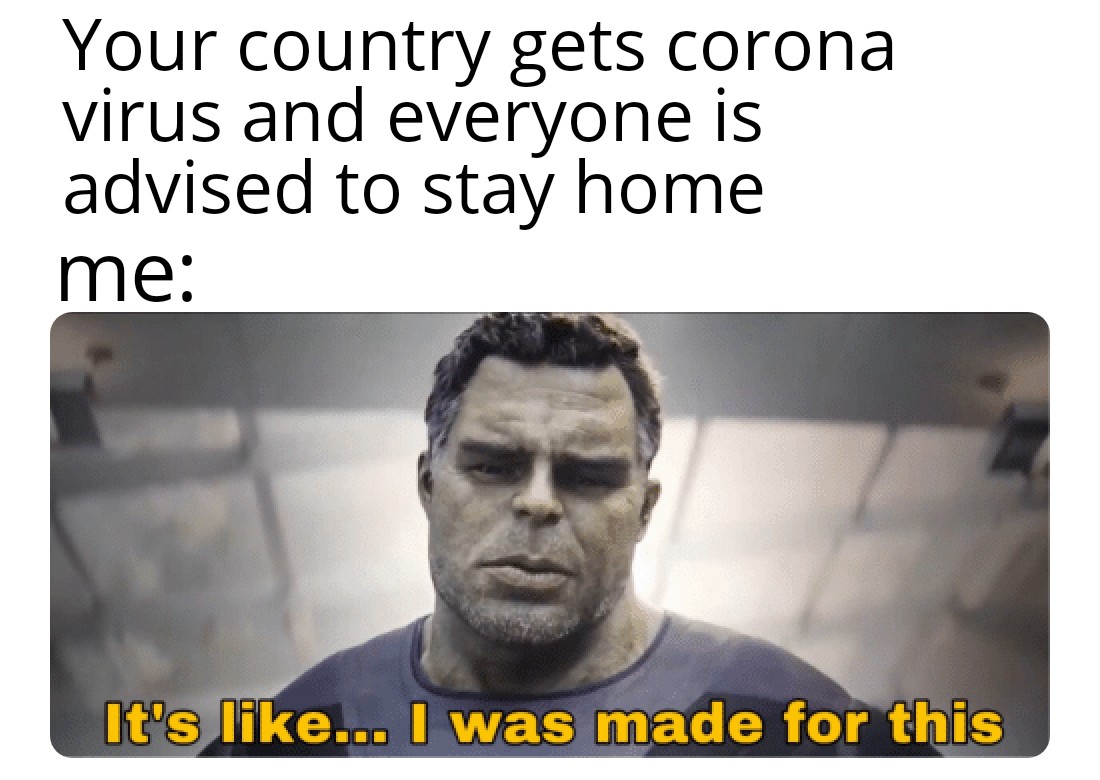 Your country gets corona
virus and everyone is
advised to stay home
me:
It's like... I was made for this